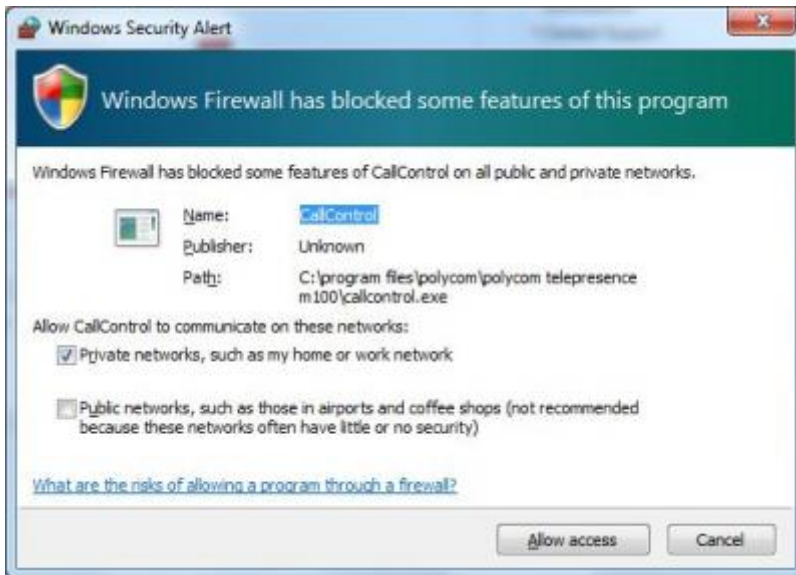 Windows Security Alert
Windows Firewall has blocked some features of this program
Windows Firewall has blocked some features of CallControl on all public and private networks.
Name: CallControl
Publisher: Unknown
Path: C:\program files\polycom\polycom telepresence
m100\callcontrol.exe
Allow CallControl to communicate on these networks:
Private networks, such as my home or work network
Public networks, such as those in airports and coffee shops (not recommended
because these networks often have little or no security)
What are the risks of allowing a program through a firewall?
Allow access Cancel